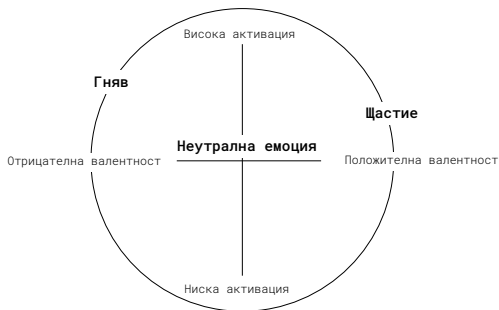 Висока активация
Гняв
Щастие
Неутрална емоция
Отрицателна валентност
Положителна валентност
Ниска активация